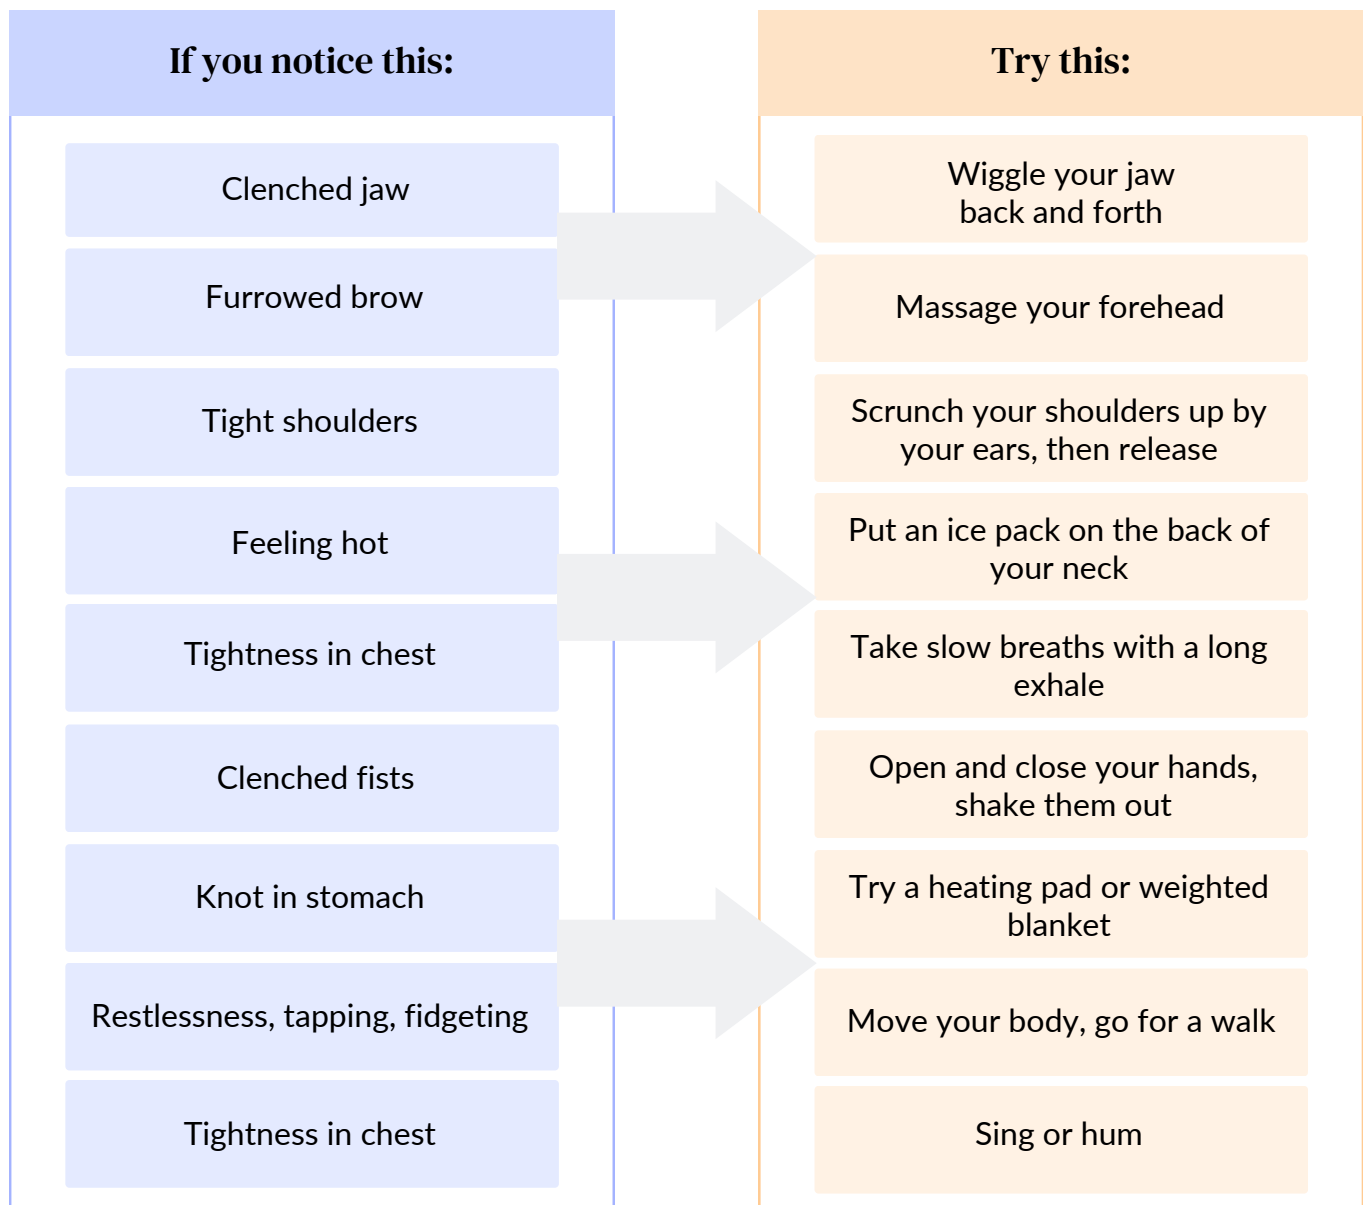 If you notice this:
Clenched jaw
Furrowed brow
Tight shoulders
Feeling hot
Tightness in chest
Clenched fists
Knot in stomach
Restlessness, tapping, fidgeting
Tightness in chest
Try this:
Wiggle your jaw
back and forth
Massage your forehead
Scrunch your shoulders up by
your ears, then release
Put an ice pack on the back of
your neck
Take slow breaths with a long
exhale
Open and close your hands,
shake them out
Try a heating pad or weighted
blanket
Move your body, go for a walk
Sing or hum